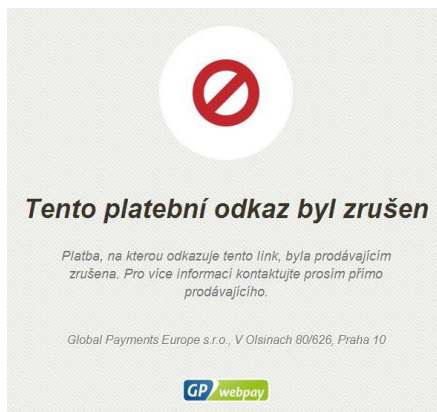 Tento platební odkaz byl zrušen
Platba, na kterou odkazuje tento link, byla prodávajícím
zrušena. Pro více informací kontaktujte prosím přímo
prodávajícího.
Global Payments Europe s.r.o., V Olsinach 80/626, Praha 10
GP webpay